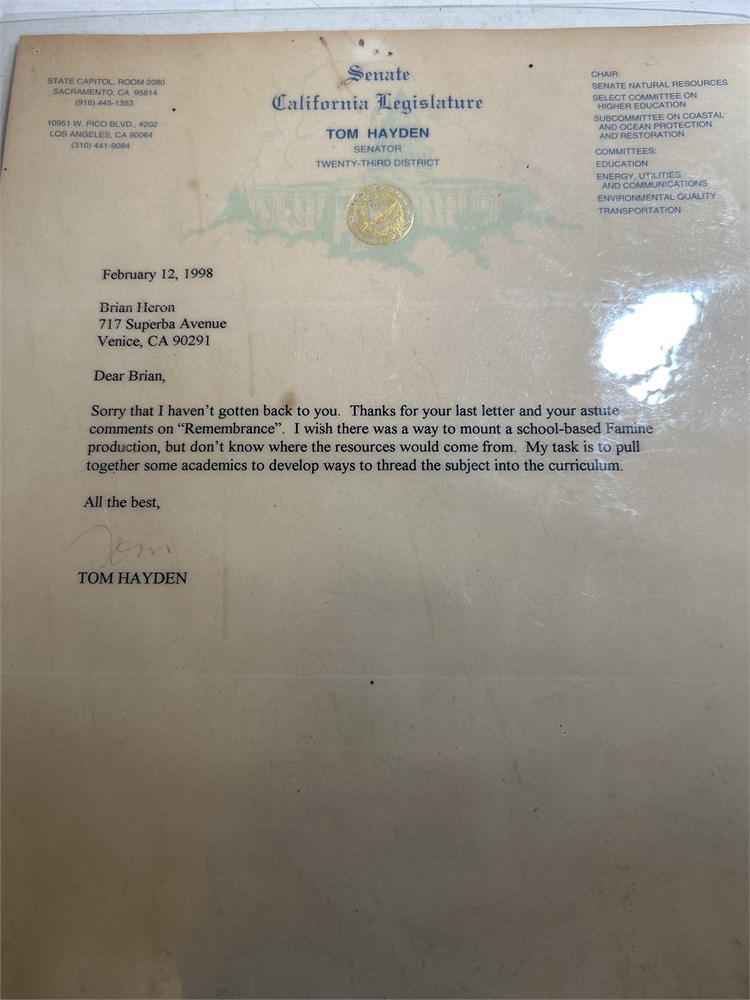 STATE CAPITOL, ROOM 2080
SACRAMENTO, CA 95814
(916) 445-1353
10951 W. PICO BLVD., #202
LOS ANGELES, CA 90064
(310) 441-9084
Senate
California Legislature
TOM HAYDEN
SENATOR
TWENTY-THIRD DISTRICT
CHAIR:
SENATE NATURAL RESOURCES
SELECT COMMITTEE ON
HIGHER EDUCATION
SUBCOMMITTEE ON COASTAL
AND OCEAN PROTECTION
AND RESTORATION
COMMITTEES:
EDUCATION
ENERGY, UTILITIES
AND COMMUNICATIONS
ENVIRONMENTAL QUALITY
TRANSPORTATION
February 12, 1998
Brian Heron
717 Superba Avenue
Venice, CA 90291
Dear Brian,
Sorry that I haven't gotten back to you. Thanks for your last letter and your astute
comments on “Remembrance”. I wish there was a way to mount a school-based Famine
production, but don't know where the resources would come from. My task is to pull
together some academics to develop ways to thread the subject into the curriculum.
All the best,
Tom
TOM HAYDEN